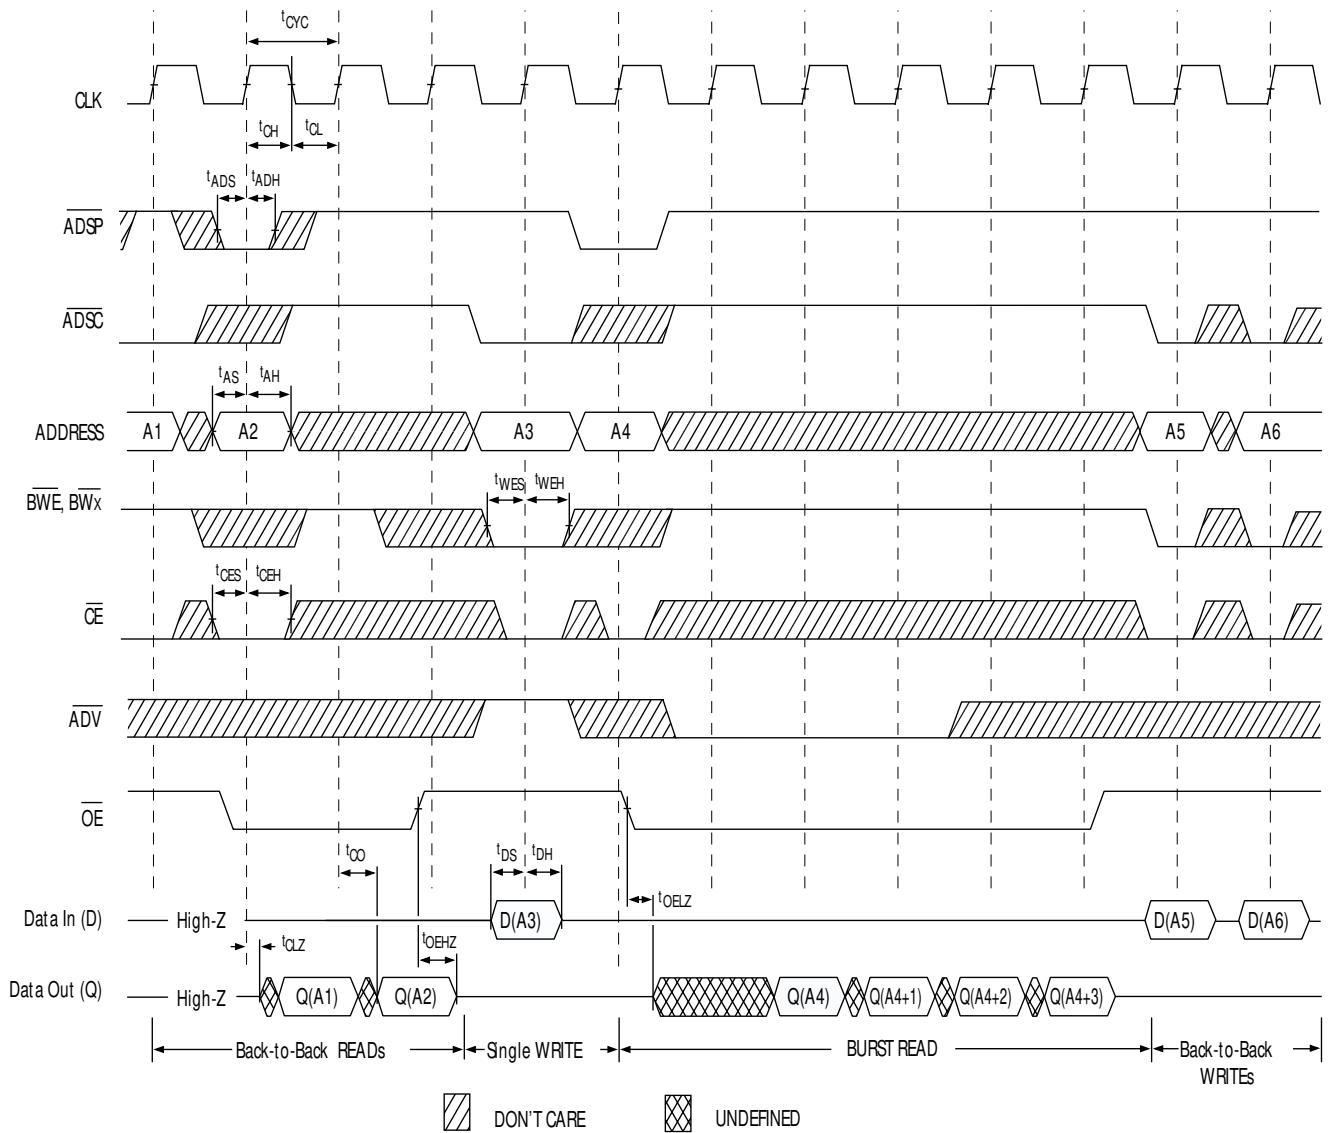 tCYC
CLK
tCH
tCL
tADS
tADH
ADSP
ADSC
tAS
tAH
ADDRESS
A1
A2
A3
A4
A5
A6
tWES
tWEH
BWE, BWx
tCES
tCEH
CE
ADV
OE
tCO
tDS
tDH
tOELZ
Data In (D)
High-Z
D(A3)
D(A5)
D(A6)
tCLZ
tOEHZ
Data Out (Q)
High-Z
Q(A1)
Q(A2)
Q(A4)
Q(A4+1)
Q(A4+2)
Q(A4+3)
Back-to-Back READs
Single WRITE
BURST READ
Back-to-Back
WRITEs
DON'T CARE
UNDEFINED